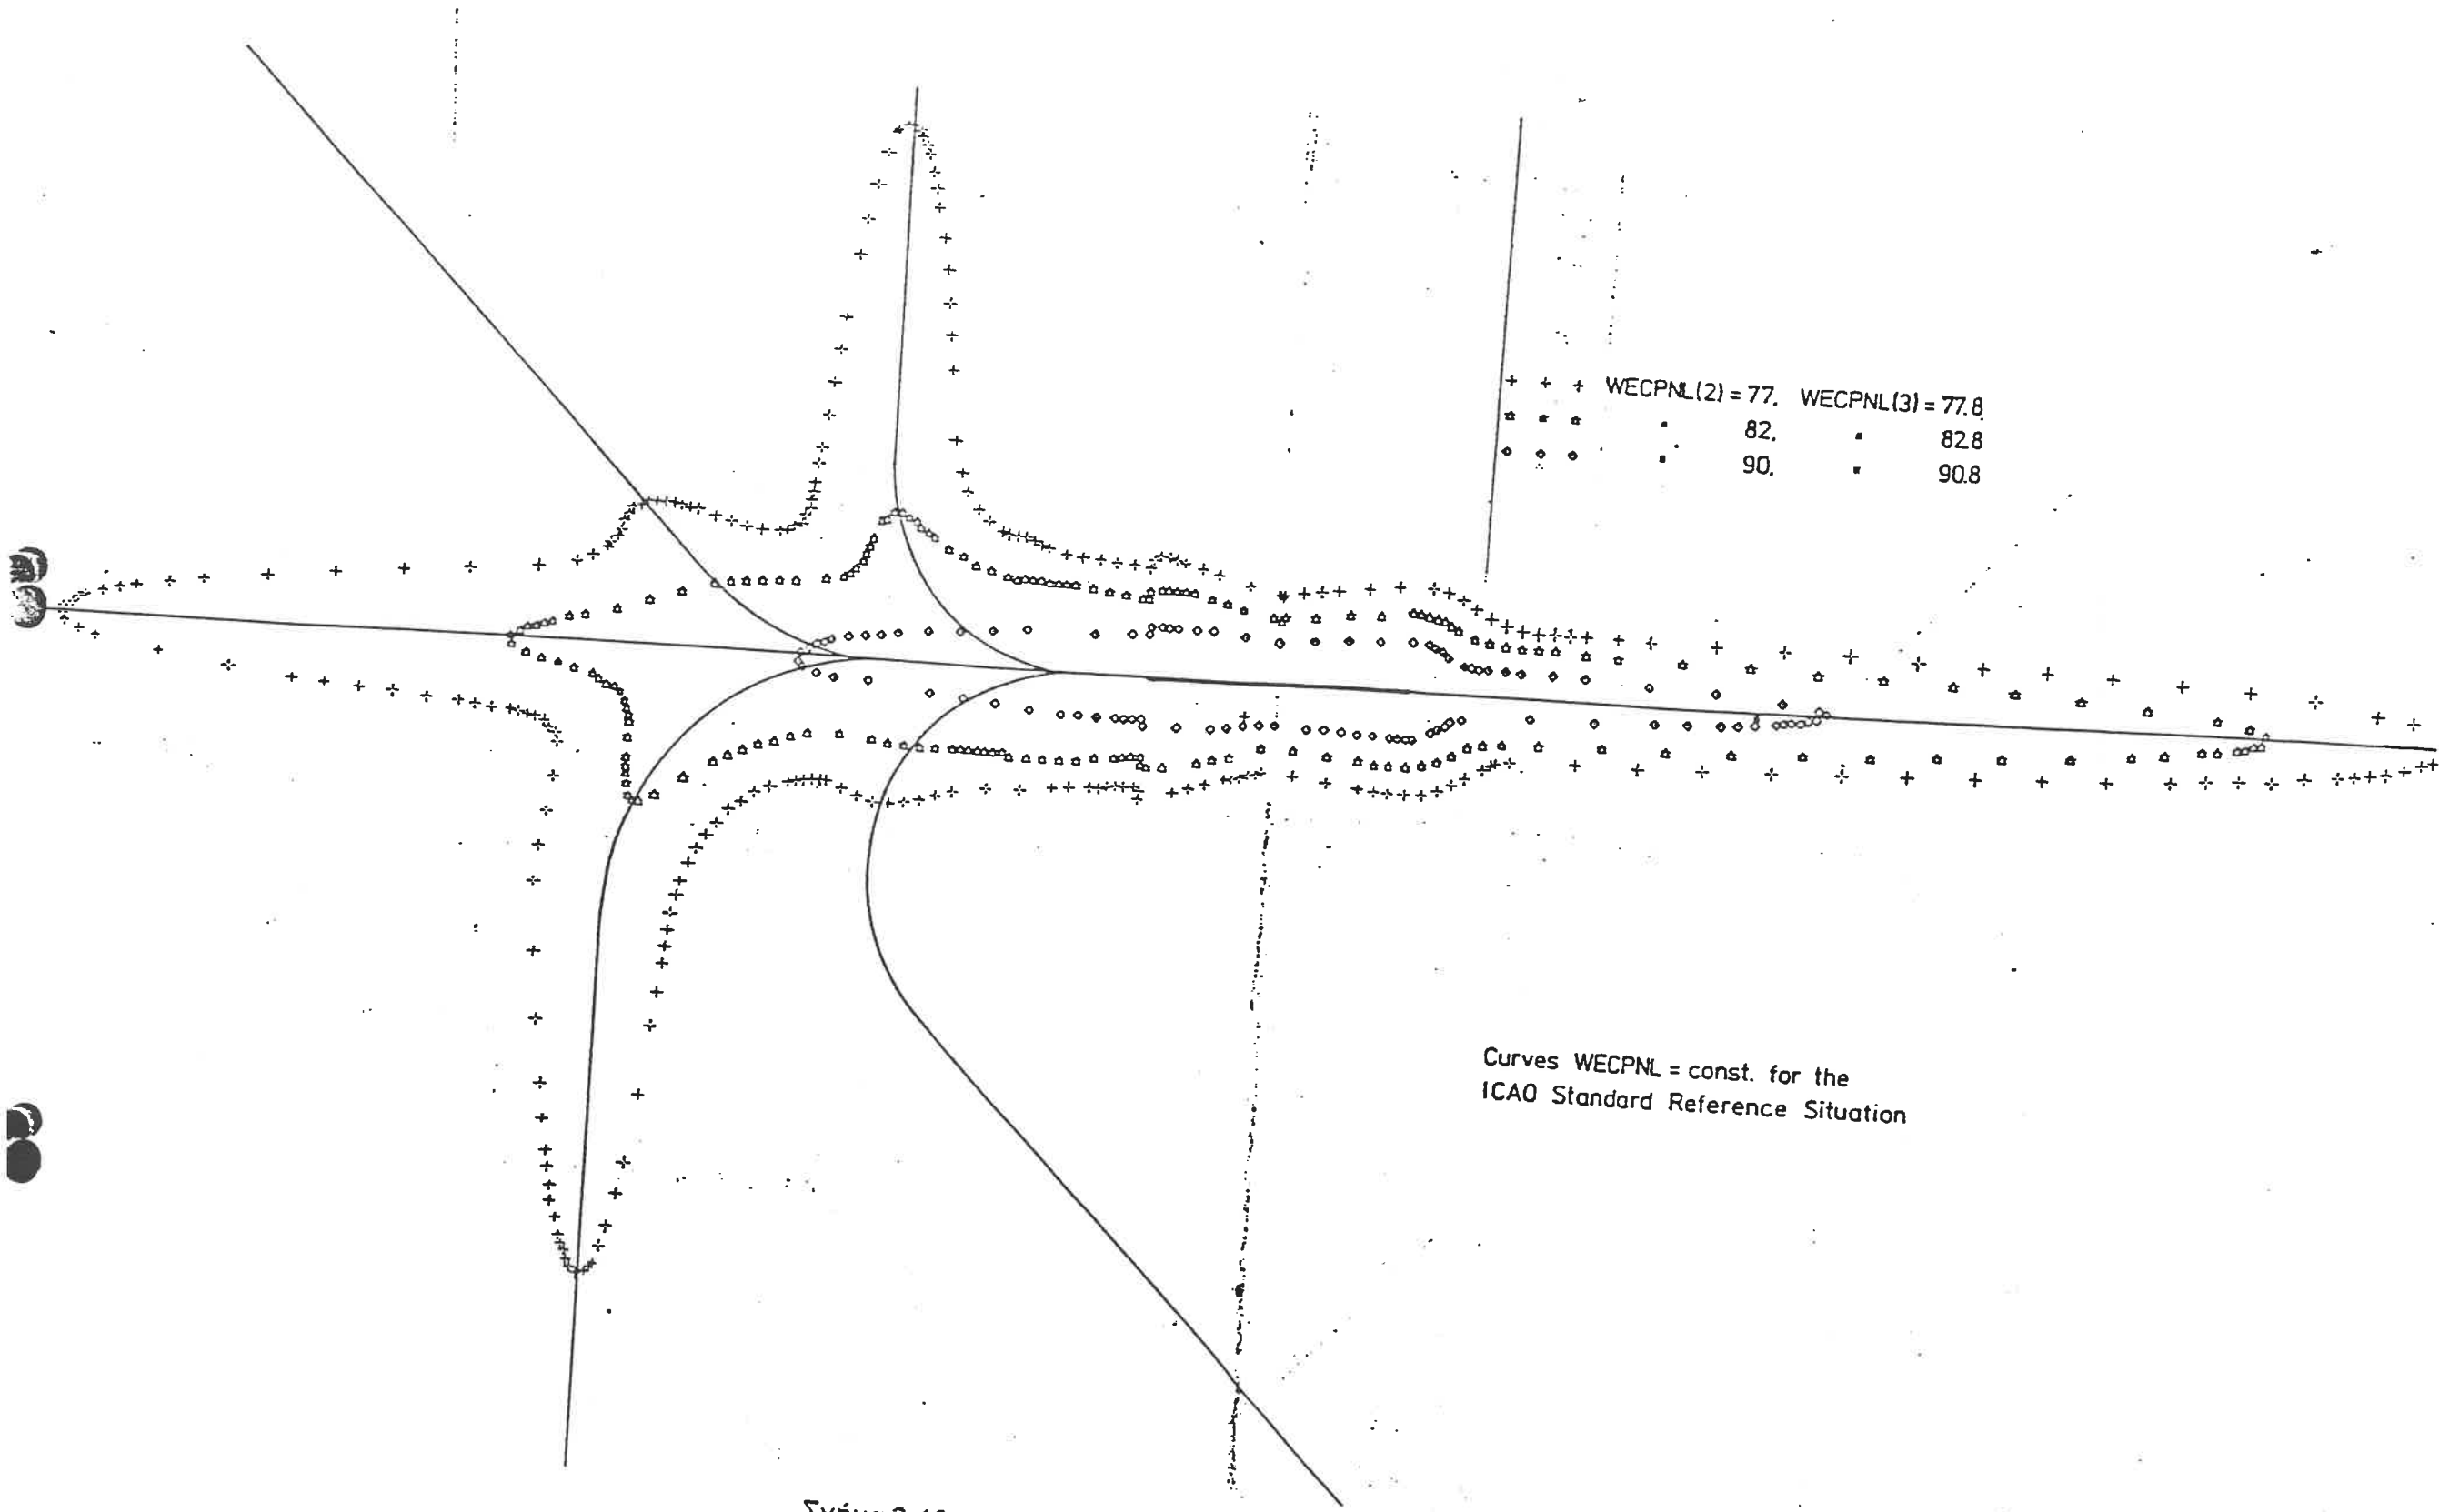 + + + WECPNL(2) = 77. WECPNL(3) = 77.8
" 82. " 82.8
" 90. " 90.8
Curves WECPNL = const. for the
ICAO Standard Reference Situation
Σχήμα